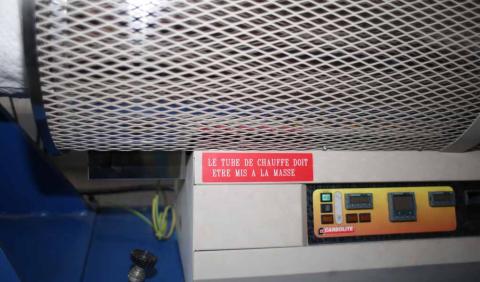 LE TUBE DE CHAUFFE DOIT
ETRE MIS A LA MASSE
CARBOLITE